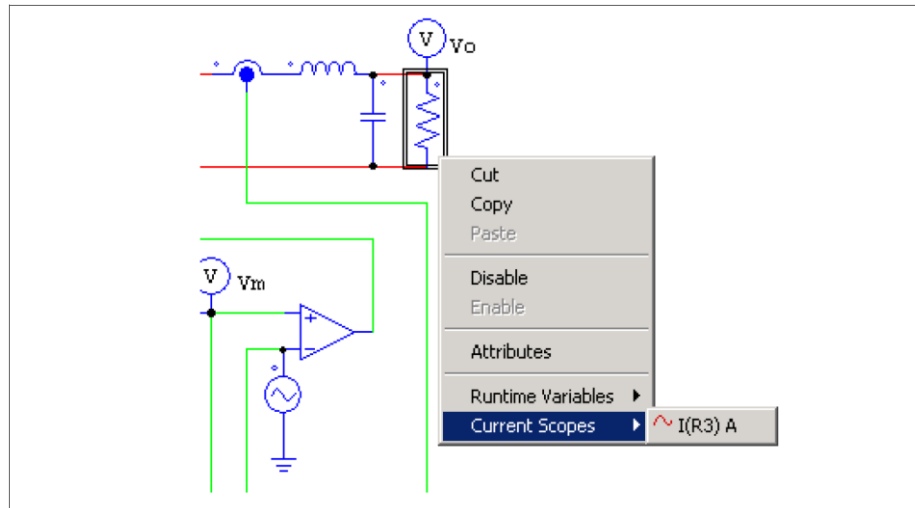 V Vo
Cut
Copy
Paste
Disable
Enable
Attributes
Runtime Variables
Current Scopes
I(R3) A
V Vm
+
−